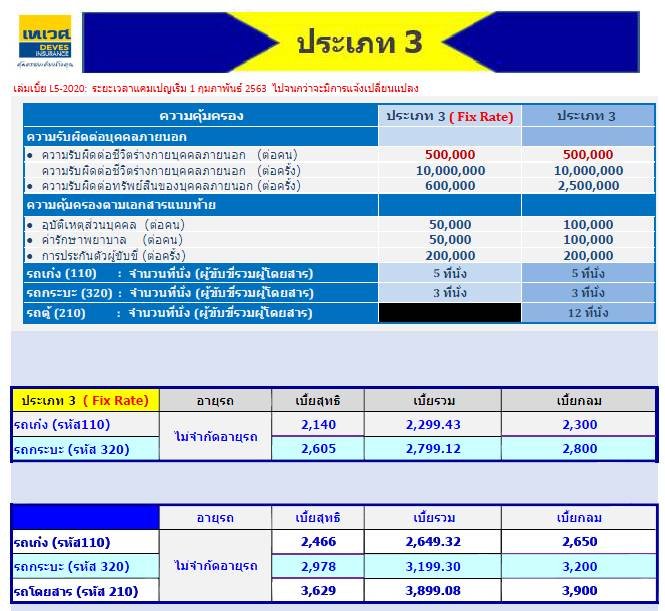 เทเวศ
DEVES
INSURANCE
ประเภท 3
เล่มเบี้ย L5-2020: ระยะเวลาแคมเปญเริ่ม 1 กุมภาพันธ์ 2563 ไปจนกว่าจะมีการแจ้งเปลี่ยนแปลง
ความคุ้มครอง ประเภท 3 ( Fix Rate) ประเภท 3
ความรับผิดต่อบุคคลภายนอก
● ความรับผิดต่อชีวิตร่างกายบุคคลภายนอก (ต่อคน) 500,000 500,000
ความรับผิดต่อชีวิตร่างกายบุคคลภายนอก (ต่อครั้ง) 10,000,000 10,000,000
● ความรับผิดต่อทรัพย์สินของบุคคลภายนอก (ต่อครั้ง) 600,000 2,500,000
ความคุ้มครองตามเอกสารแนบท้าย
● อุบัติเหตุส่วนบุคคล (ต่อคน) 50,000 100,000
● ค่ารักษาพยาบาล (ต่อคน) 50,000 100,000
● การประกันตัวผู้ขับขี่ (ต่อครั้ง) 200,000 200,000
รถเก๋ง (110) : จำนวนที่นั่ง (ผู้ขับขี่รวมผู้โดยสาร) 5 ที่นั่ง 5 ที่นั่ง
รถกระบะ (320) : จำนวนที่นั่ง (ผู้ขับขี่รวมผู้โดยสาร) 3 ที่นั่ง 3 ที่นั่ง
รถตู้ (210) : จำนวนที่นั่ง (ผู้ขับขี่รวมผู้โดยสาร) 12 ที่นั่ง
ประเภท 3 ( Fix Rate) อายุรถ เบี้ยสุทธิ เบี้ยรวม เบี้ยกลม
รถเก๋ง (รหัส110) ไม่จำกัดอายุรถ 2,140 2,299.43 2,300
รถกระบะ (รหัส 320) 2,605 2,799.12 2,800
อายุรถ เบี้ยสุทธิ เบี้ยรวม เบี้ยกลม
รถเก๋ง (รหัส110) 2,466 2,649.32 2,650
รถกระบะ (รหัส 320) ไม่จำกัดอายุรถ 2,978 3,199.30 3,200
รถโดยสาร (รหัส 210) 3,629 3,899.08 3,900